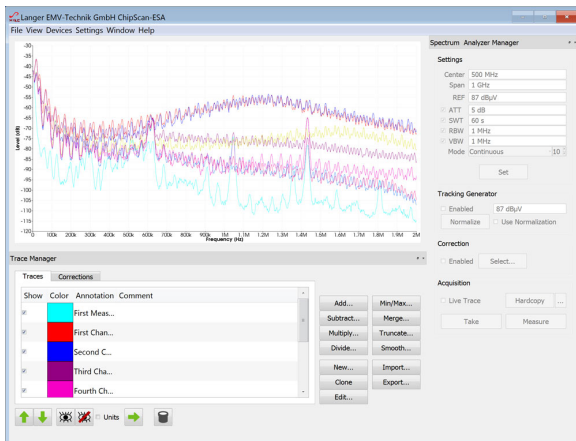 Langer EMV-Technik GmbH ChipScan-ESA
File View Devices Settings Window Help
-30
-35
-40
-45
-50
-55
-60
-65
-70
-75
-80
-85
-90
-95
-100
-105
-110
-115
-120
Level (dB)
0 100k 200k 300k 400k 500k 600k 700k 800k 900k 1M 1.1M 1.2M 1.3M 1.4M 1.5M 1.6M 1.7M 1.8M 1.9M 2M
Frequency (Hz)
Spectrum Analyzer Manager
Settings
Center 500 MHz
Span 1 GHz
REF 87 dBµV
ATT 5 dB
SWT 60 s
RBW 1 MHz
VBW 1 MHz
Mode Continuous 10
Set
Tracking Generator
Enabled 87 dBµV
Normalize Use Normalization
Correction
Enabled Select...
Acquisition
Live Trace Hardcopy ...
Take Measure
Trace Manager
Traces Corrections
Show Color Annotation Comment
First Meas...
First Chan...
Second C...
Third Cha...
Fourth Ch...
Add... Min/Max...
Subtract... Merge...
Multiply... Truncate...
Divide... Smooth...
New... Import...
Clone Export...
Edit...
Units